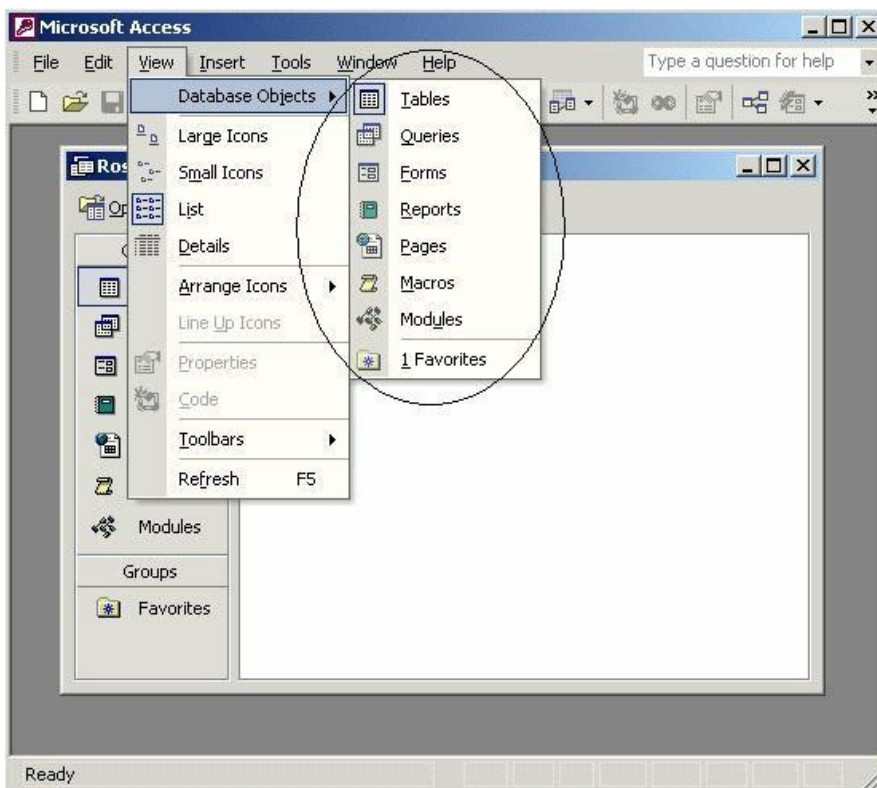 Microsoft Access
File Edit View Insert Tools Window Help Type a question for help
Database Objects
Large Icons
Small Icons
List
Details
Arrange Icons
Line Up Icons
Properties
Code
Toolbars
Refresh F5
Tables
Queries
Forms
Reports
Pages
Macros
Modules
1 Favorites
Modules
Groups
Favorites
Ready